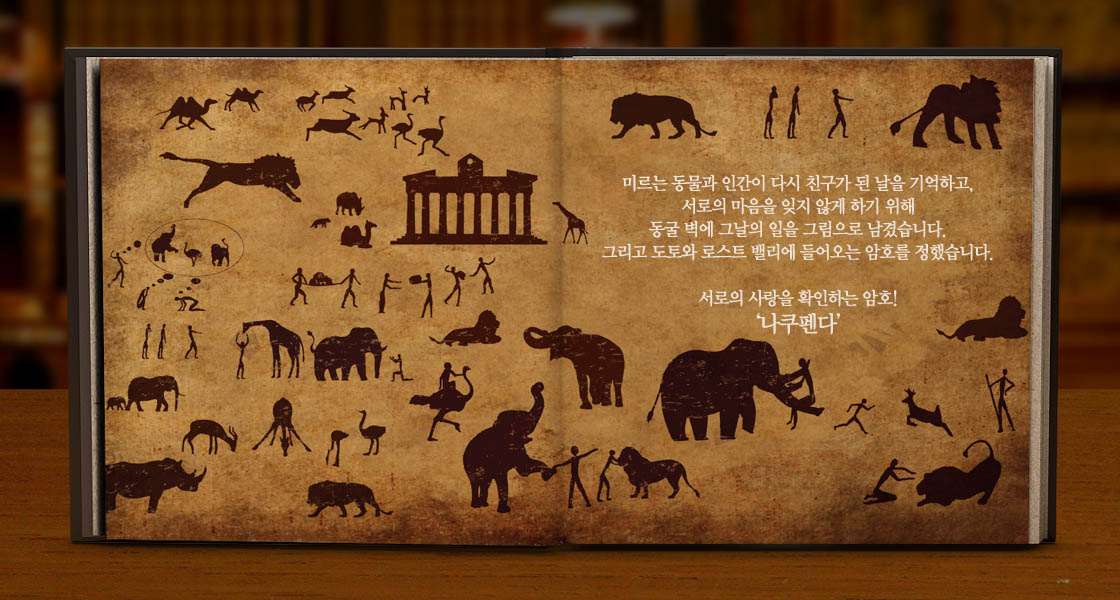 미르는 동물과 인간이 다시 친구가 된 날을 기억하고,
서로의 마음을 잊지 않게 하기 위해
동굴 벽에 그날의 일을 그림으로 남겼습니다.
그리고 도토와 로스트 밸리에 들어오는 암호를 정했습니다.
서로의 사랑을 확인하는 암호!
‘나쿠펜다’